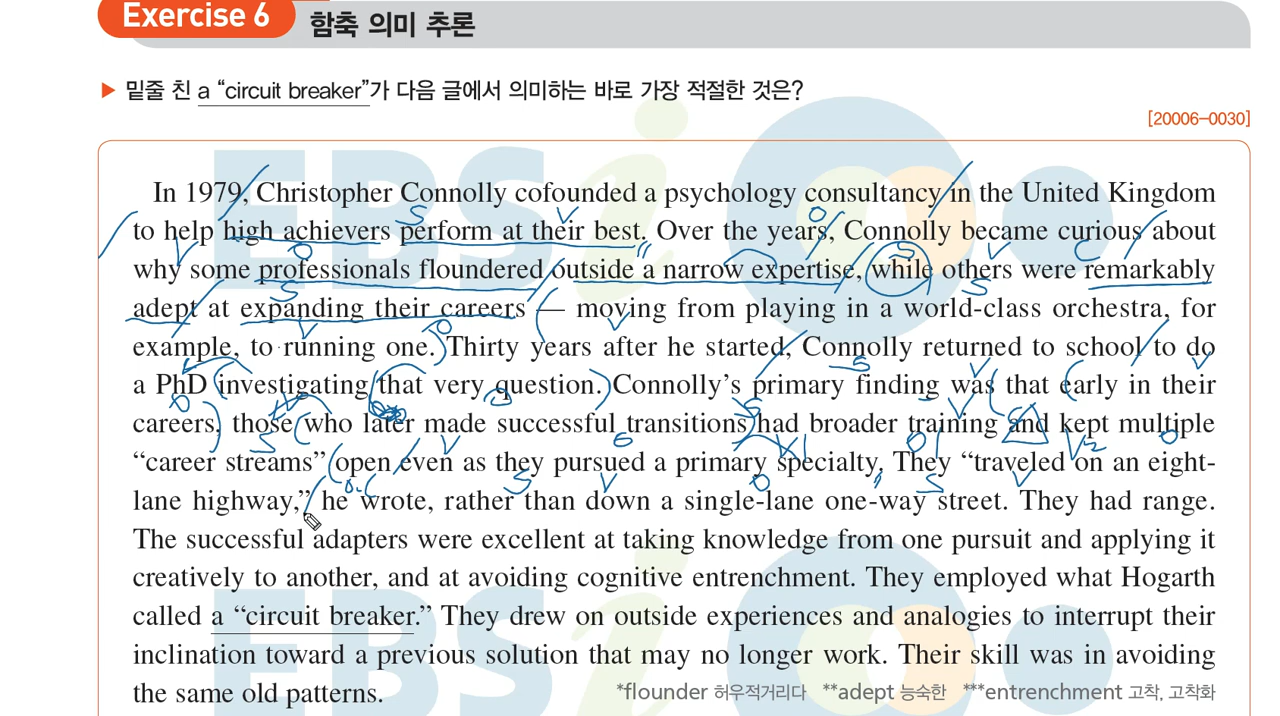 Exercise 6 함축 의미 추론
▶ 밑줄 친 a “circuit breaker”가 다음 글에서 의미하는 바로 가장 적절한 것은?
[20006-0030]
In 1979, Christopher Connolly cofounded a psychology consultancy in the United Kingdom
to help high achievers perform at their best. Over the years, Connolly became curious about
why some professionals floundered outside a narrow expertise, while others were remarkably
adept at expanding their careers — moving from playing in a world-class orchestra, for
example, to running one. Thirty years after he started, Connolly returned to school to do
a PhD investigating that very question. Connolly’s primary finding was that early in their
careers, those who later made successful transitions had broader training and kept multiple
“career streams” open even as they pursued a primary specialty. They “traveled on an eight-
lane highway,” he wrote, rather than down a single-lane one-way street. They had range.
The successful adapters were excellent at taking knowledge from one pursuit and applying it
creatively to another, and at avoiding cognitive entrenchment. They employed what Hogarth
called a “circuit breaker.” They drew on outside experiences and analogies to interrupt their
inclination toward a previous solution that may no longer work. Their skill was in avoiding
the same old patterns.
*flounder 허우적거리다 **adept 능숙한 ***entrenchment 고착, 고착화